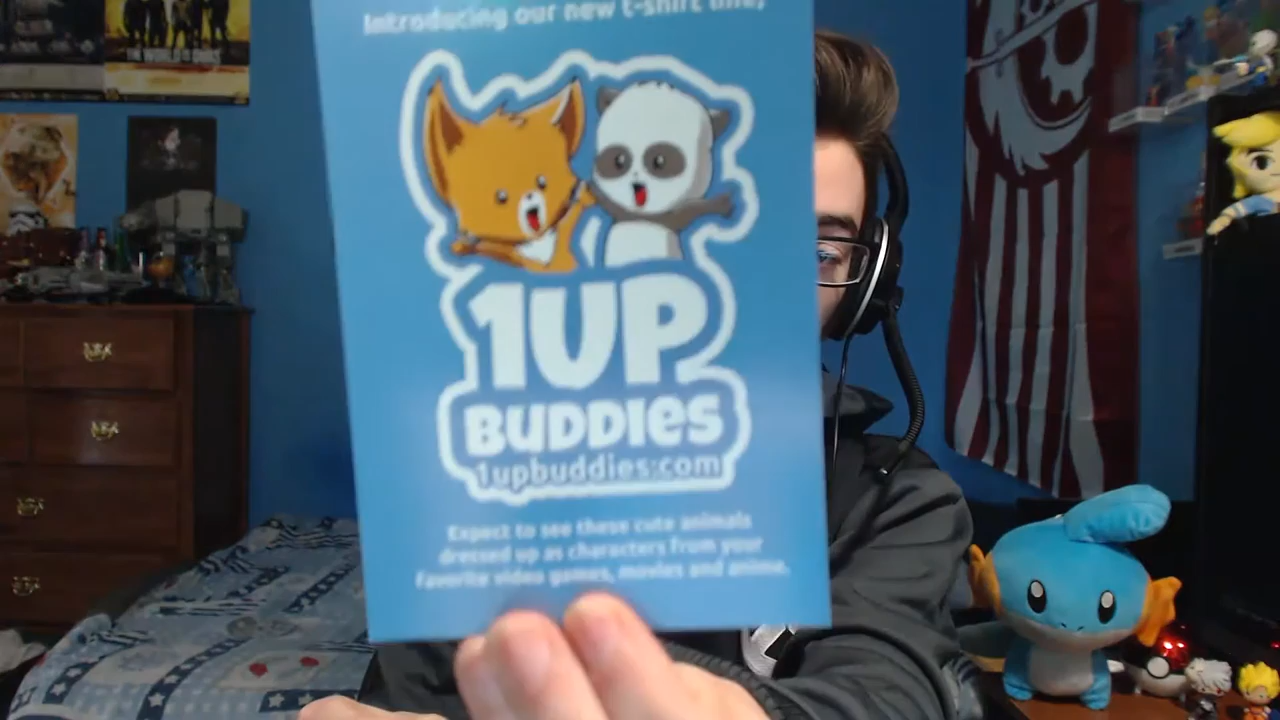 Introducing our new t-shirt line,
1UP
BUDDIES
1upbuddies.com
Expect to see these cute animals
dressed up as characters from your
favorite video games, movies and anime.